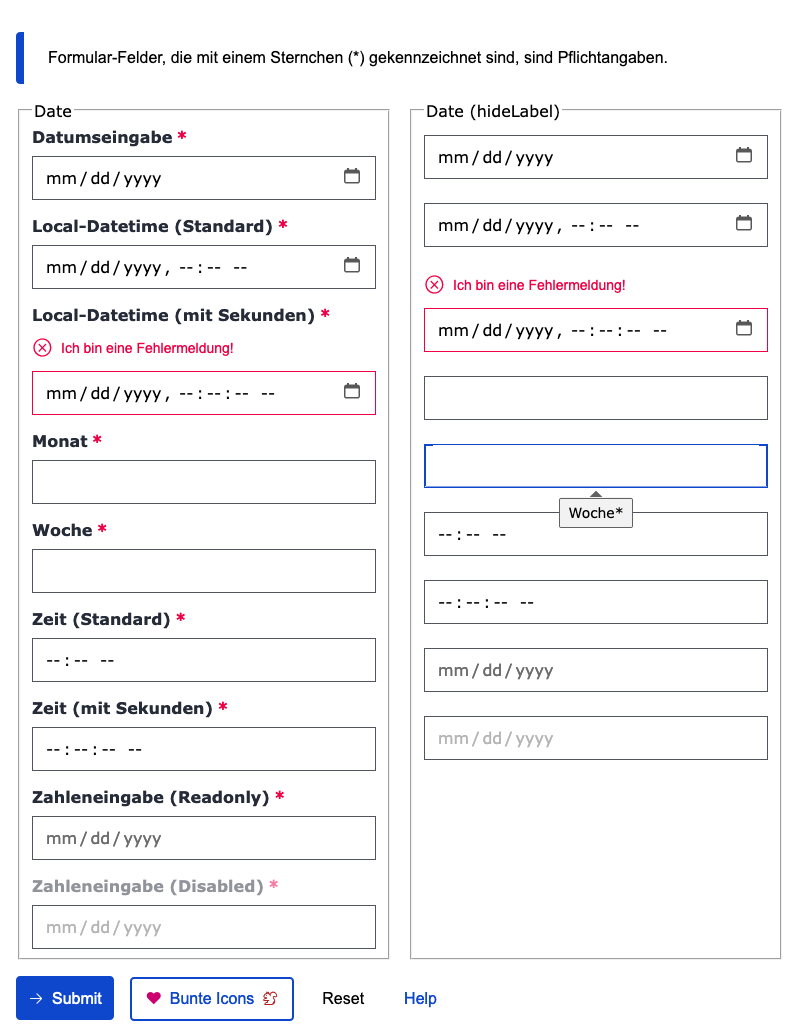 Formular-Felder, die mit einem Sternchen (*) gekennzeichnet sind, sind Pflichtangaben.
Date
Datumseingabe *
mm/dd/yyyy
Local-Datetime (Standard) *
mm/dd/yyyy, --:-- --
Local-Datetime (mit Sekunden) *
Ich bin eine Fehlermeldung!
mm/dd/yyyy, --:--:-- --
Monat *
Woche *
Zeit (Standard) *
--:-- --
Zeit (mit Sekunden) *
--:--:-- --
Zahleneingabe (Readonly) *
mm/dd/yyyy
Zahleneingabe (Disabled) *
mm/dd/yyyy
Date (hideLabel)
mm/dd/yyyy
mm/dd/yyyy, --:-- --
Ich bin eine Fehlermeldung!
mm/dd/yyyy, --:--:-- --
Woche*
--:-- --
--:--:-- --
mm/dd/yyyy
mm/dd/yyyy
Submit
Bunte Icons
Reset
Help